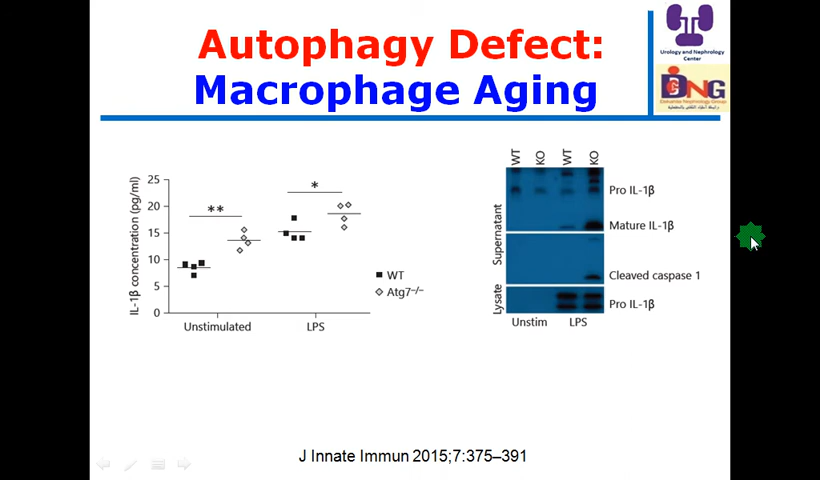 Autophagy Defect:
Macrophage Aging
Urology and Nephrology
Center
IL-1β concentration (pg/ml)
25
20
15
10
5
0
**
*
Unstimulated
LPS
WT
Atg7⁻/⁻
WT
KO
WT
KO
Supernatant
Lysate
Pro IL-1β
Mature IL-1β
Cleaved caspase 1
Pro IL-1β
Unstim
LPS
J Innate Immun 2015;7:375–391